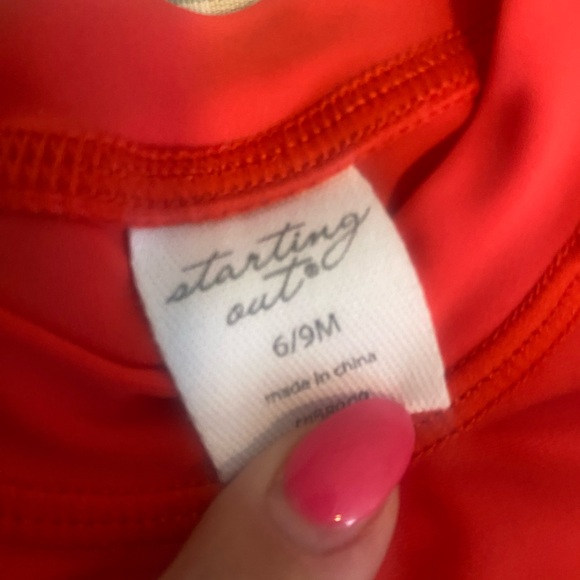 starting
out®
6/9M
made in china